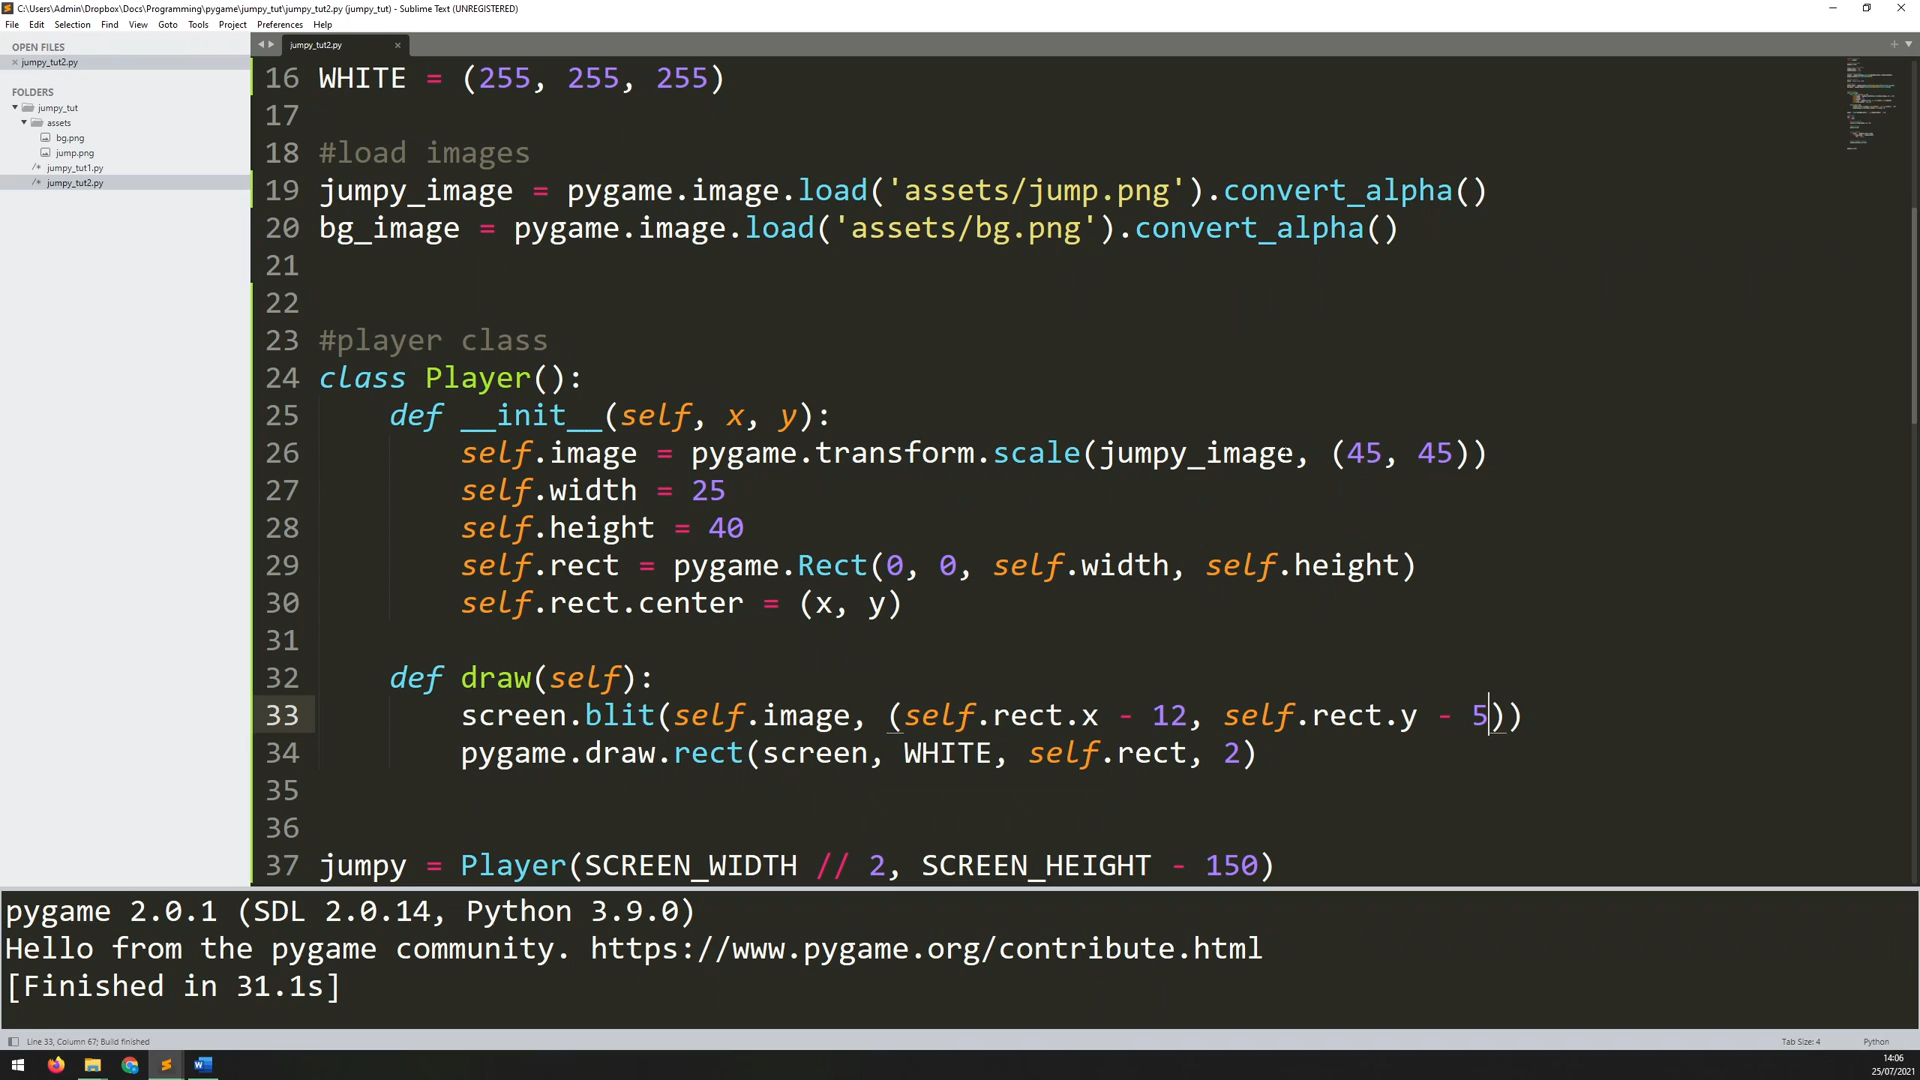 C:\Users\Admin\Dropbox\Docs\Programming\pygame\jumpy_tut\jumpy_tut2.py (jumpy_tut) - Sublime Text (UNREGISTERED)
File Edit Selection Find View Goto Tools Project Preferences Help
OPEN FILES
jumpy_tut2.py
FOLDERS
jumpy_tut
assets
bg.png
jump.png
jumpy_tut1.py
jumpy_tut2.py
jumpy_tut2.py
16 WHITE = (255, 255, 255)
17
18 #load images
19 jumpy_image = pygame.image.load('assets/jump.png').convert_alpha()
20 bg_image = pygame.image.load('assets/bg.png').convert_alpha()
21
22
23 #player class
24 class Player():
25     def __init__(self, x, y):
26         self.image = pygame.transform.scale(jumpy_image, (45, 45))
27         self.width = 25
28         self.height = 40
29         self.rect = pygame.Rect(0, 0, self.width, self.height)
30         self.rect.center = (x, y)
31
32     def draw(self):
33         screen.blit(self.image, (self.rect.x - 12, self.rect.y - 5))
34         pygame.draw.rect(screen, WHITE, self.rect, 2)
35
36
37 jumpy = Player(SCREEN_WIDTH // 2, SCREEN_HEIGHT - 150)
pygame 2.0.1 (SDL 2.0.14, Python 3.9.0)
Hello from the pygame community. https://www.pygame.org/contribute.html
[Finished in 31.1s]
Line 33, Column 67; Build finished
Tab Size: 4
Python
14:06
25/07/2021